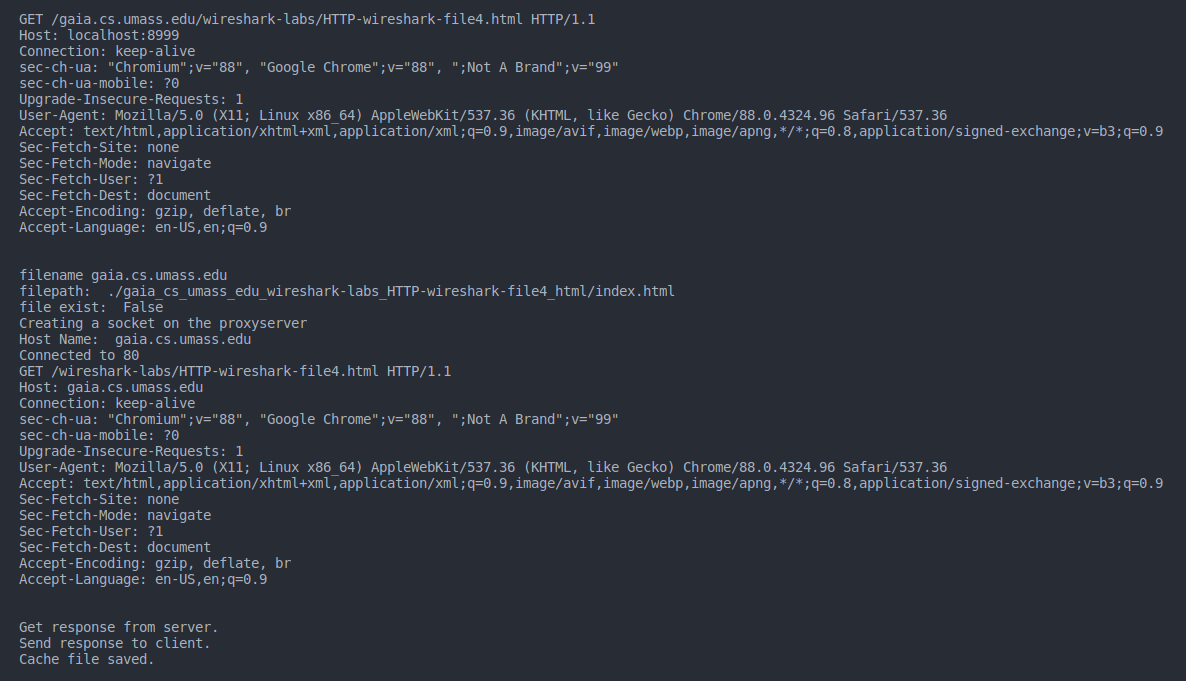 GET /gaia.cs.umass.edu/wireshark-labs/HTTP-wireshark-file4.html HTTP/1.1
Host: localhost:8999
Connection: keep-alive
sec-ch-ua: "Chromium";v="88", "Google Chrome";v="88", ";Not A Brand";v="99"
sec-ch-ua-mobile: ?0
Upgrade-Insecure-Requests: 1
User-Agent: Mozilla/5.0 (X11; Linux x86_64) AppleWebKit/537.36 (KHTML, like Gecko) Chrome/88.0.4324.96 Safari/537.36
Accept: text/html,application/xhtml+xml,application/xml;q=0.9,image/avif,image/webp,image/apng,*/*;q=0.8,application/signed-exchange;v=b3;q=0.9
Sec-Fetch-Site: none
Sec-Fetch-Mode: navigate
Sec-Fetch-User: ?1
Sec-Fetch-Dest: document
Accept-Encoding: gzip, deflate, br
Accept-Language: en-US,en;q=0.9
filename gaia.cs.umass.edu
filepath:  ./gaia_cs_umass_edu_wireshark-labs_HTTP-wireshark-file4_html/index.html
file exist:  False
Creating a socket on the proxyserver
Host Name:  gaia.cs.umass.edu
Connected to 80
GET /wireshark-labs/HTTP-wireshark-file4.html HTTP/1.1
Host: gaia.cs.umass.edu
Connection: keep-alive
sec-ch-ua: "Chromium";v="88", "Google Chrome";v="88", ";Not A Brand";v="99"
sec-ch-ua-mobile: ?0
Upgrade-Insecure-Requests: 1
User-Agent: Mozilla/5.0 (X11; Linux x86_64) AppleWebKit/537.36 (KHTML, like Gecko) Chrome/88.0.4324.96 Safari/537.36
Accept: text/html,application/xhtml+xml,application/xml;q=0.9,image/avif,image/webp,image/apng,*/*;q=0.8,application/signed-exchange;v=b3;q=0.9
Sec-Fetch-Site: none
Sec-Fetch-Mode: navigate
Sec-Fetch-User: ?1
Sec-Fetch-Dest: document
Accept-Encoding: gzip, deflate, br
Accept-Language: en-US,en;q=0.9
Get response from server.
Send response to client.
Cache file saved.